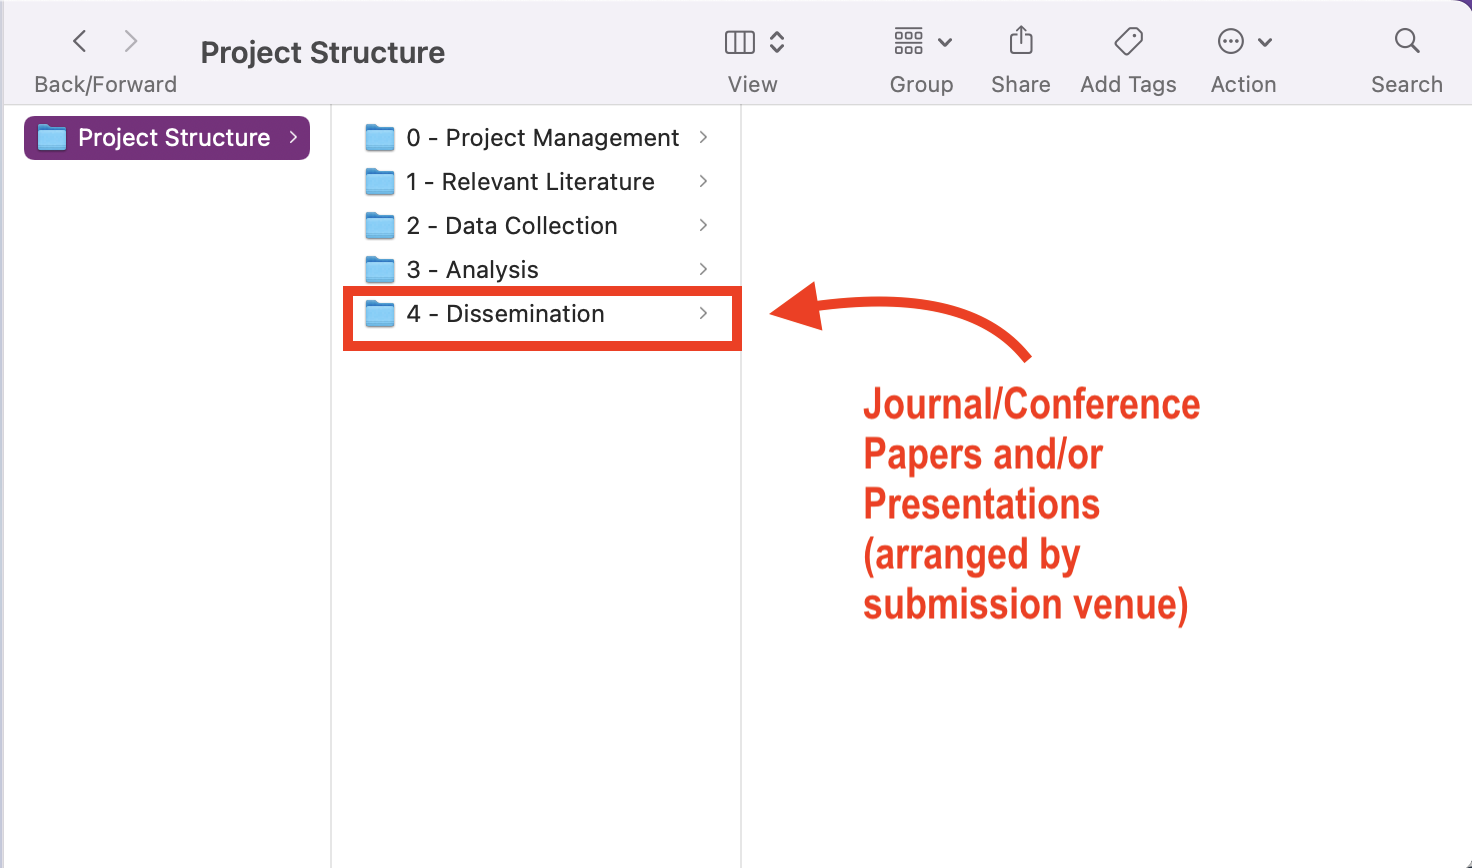 Project Structure
Back/Forward
View
Group
Share
Add Tags
Action
Search
Project Structure
0 - Project Management
1 - Relevant Literature
2 - Data Collection
3 - Analysis
4 - Dissemination
Journal/Conference
Papers and/or
Presentations
(arranged by
submission venue)